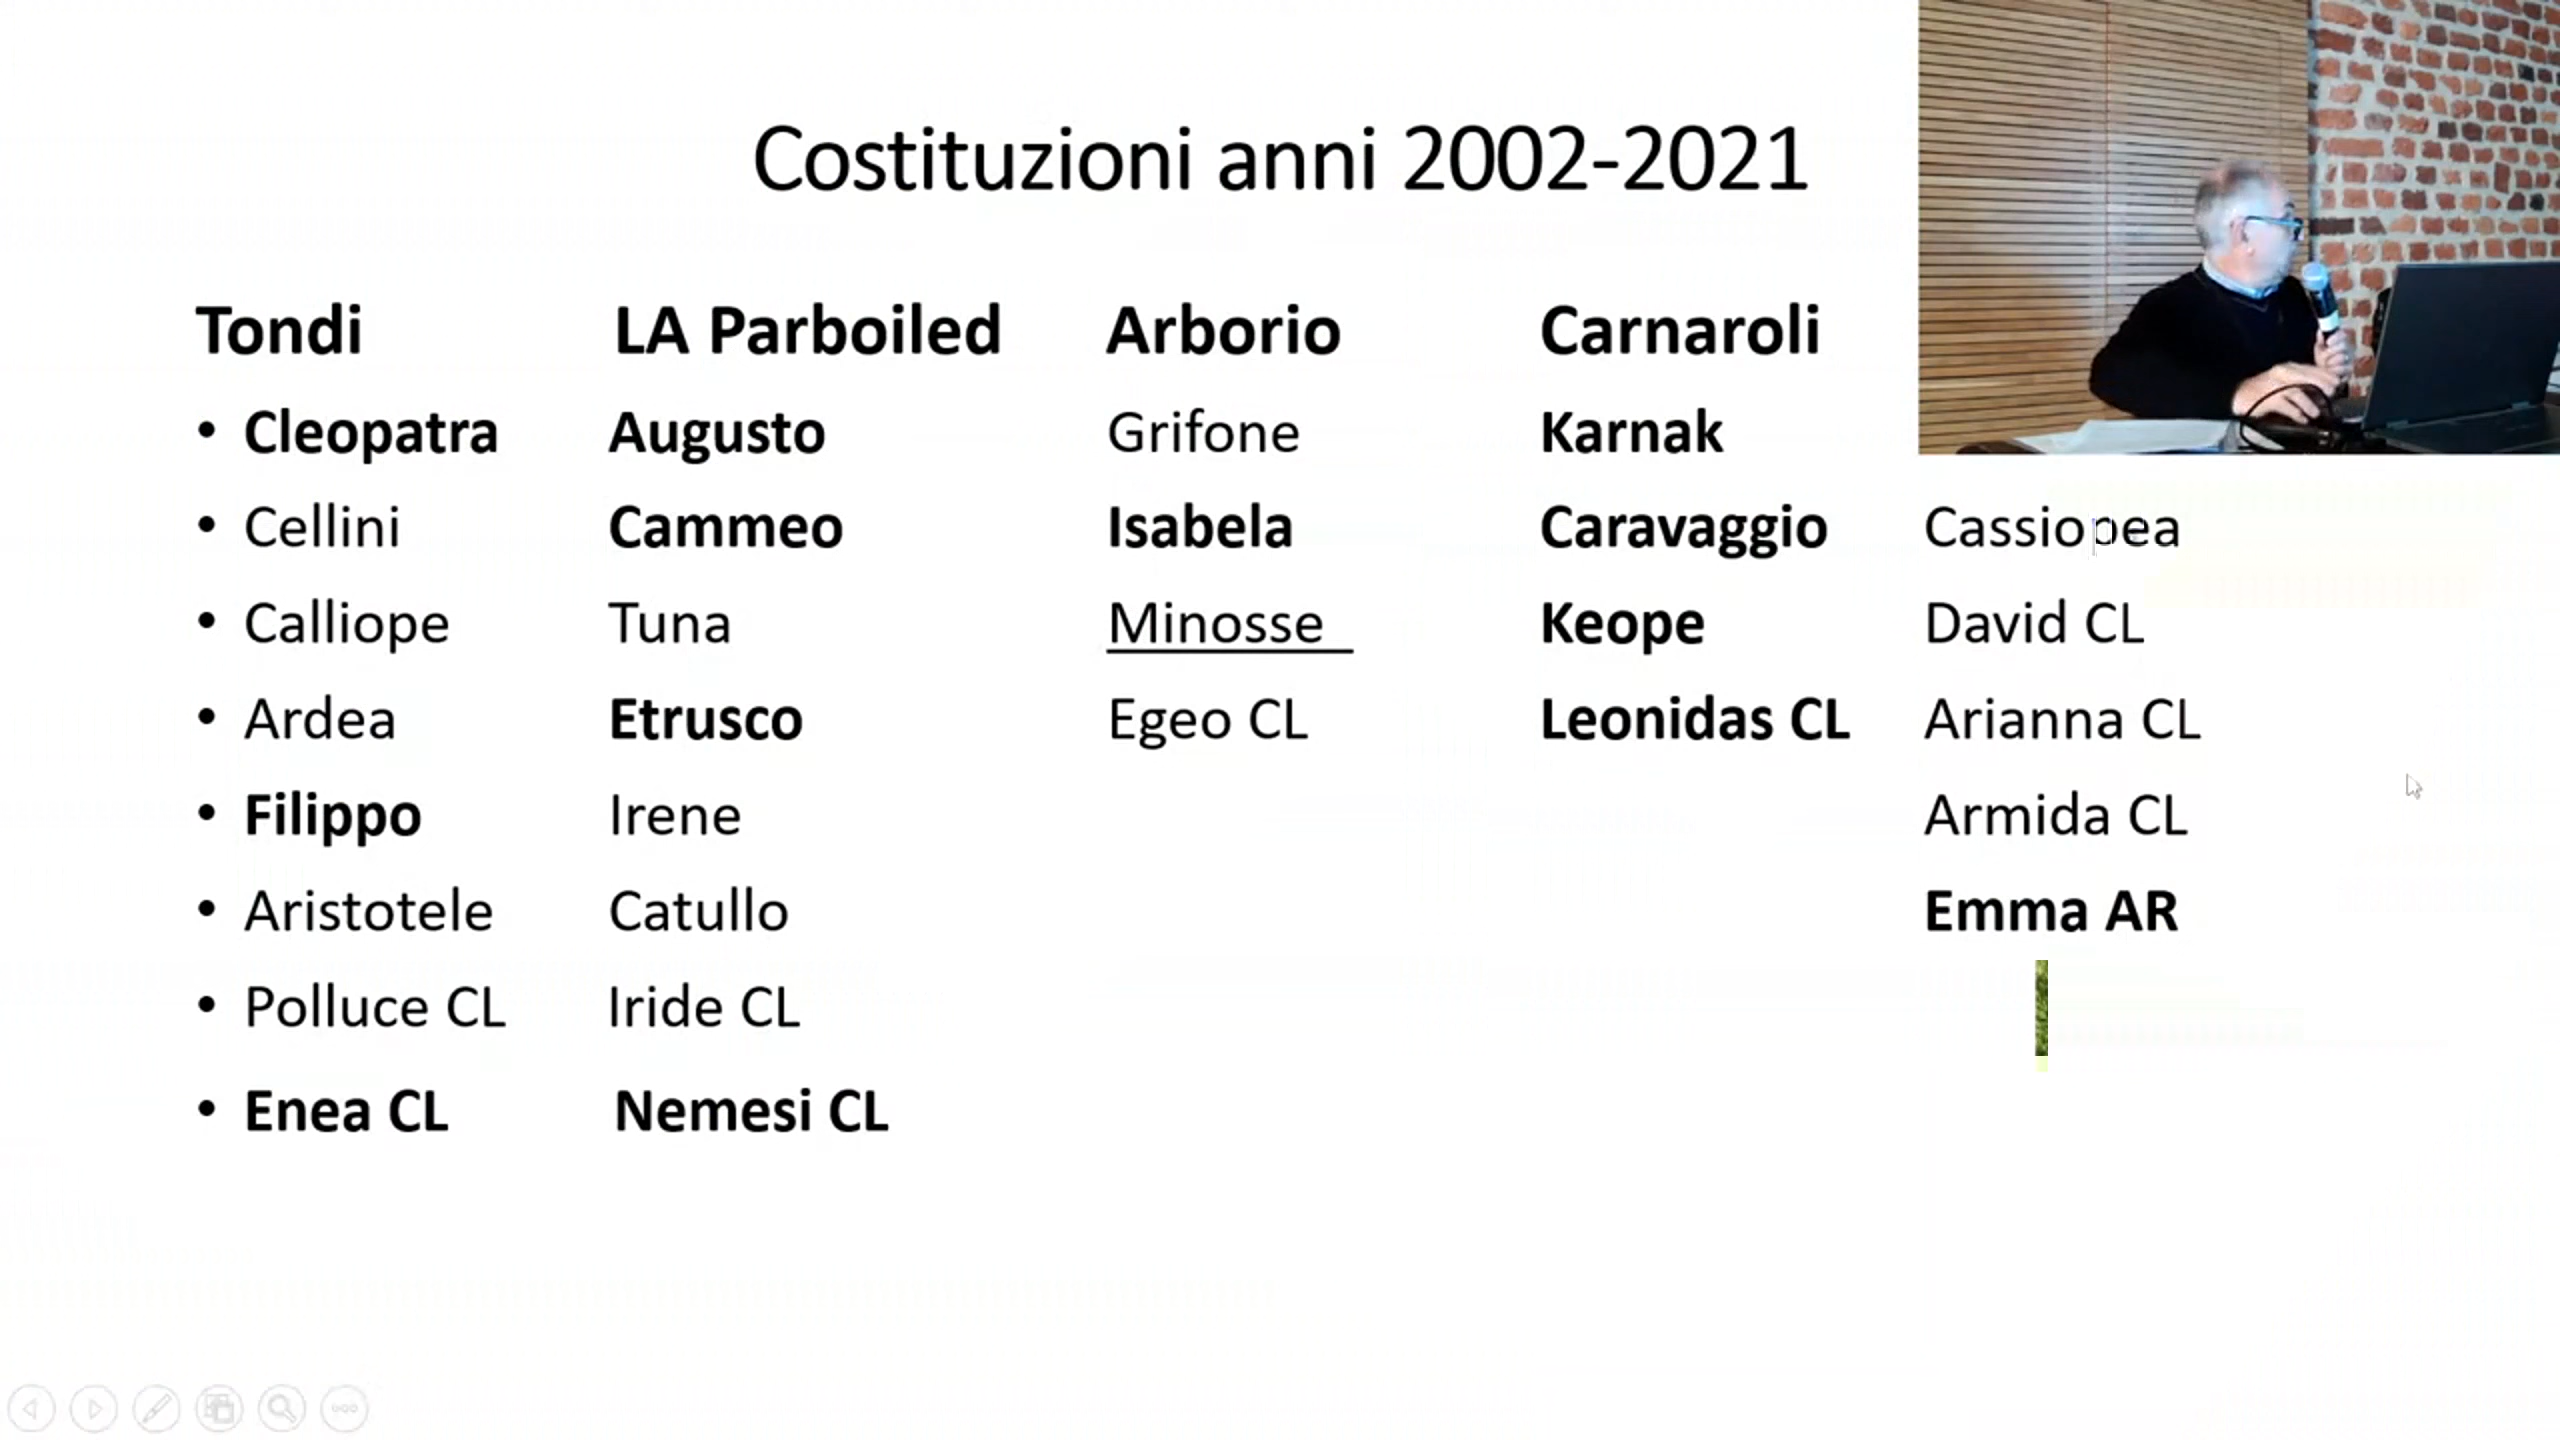 Costituzioni anni 2002-2021
Tondi LA Parboiled Arborio Carnaroli
• Cleopatra Augusto Grifone Karnak
• Cellini Cammeo Isabela Caravaggio Cassiopea
• Calliope Tuna Minosse Keope David CL
• Ardea Etrusco Egeo CL Leonidas CL Arianna CL
• Filippo Irene Armida CL
• Aristotele Catullo Emma AR
• Polluce CL Iride CL
• Enea CL Nemesi CL